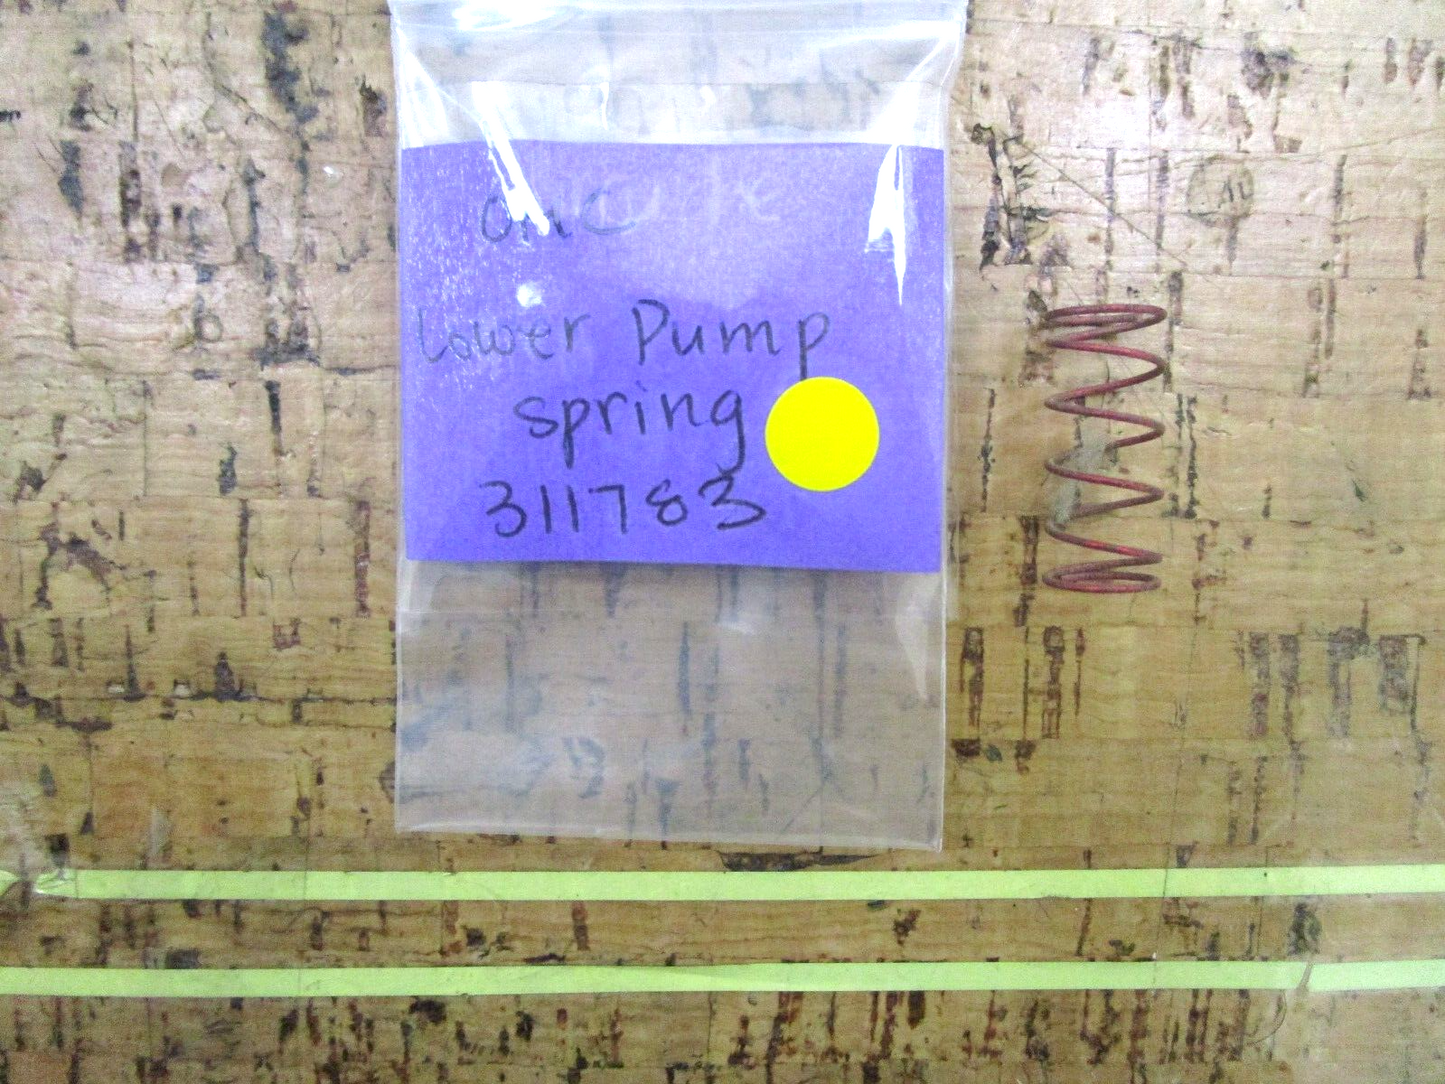 OMC
Lower Pump
spring
311783